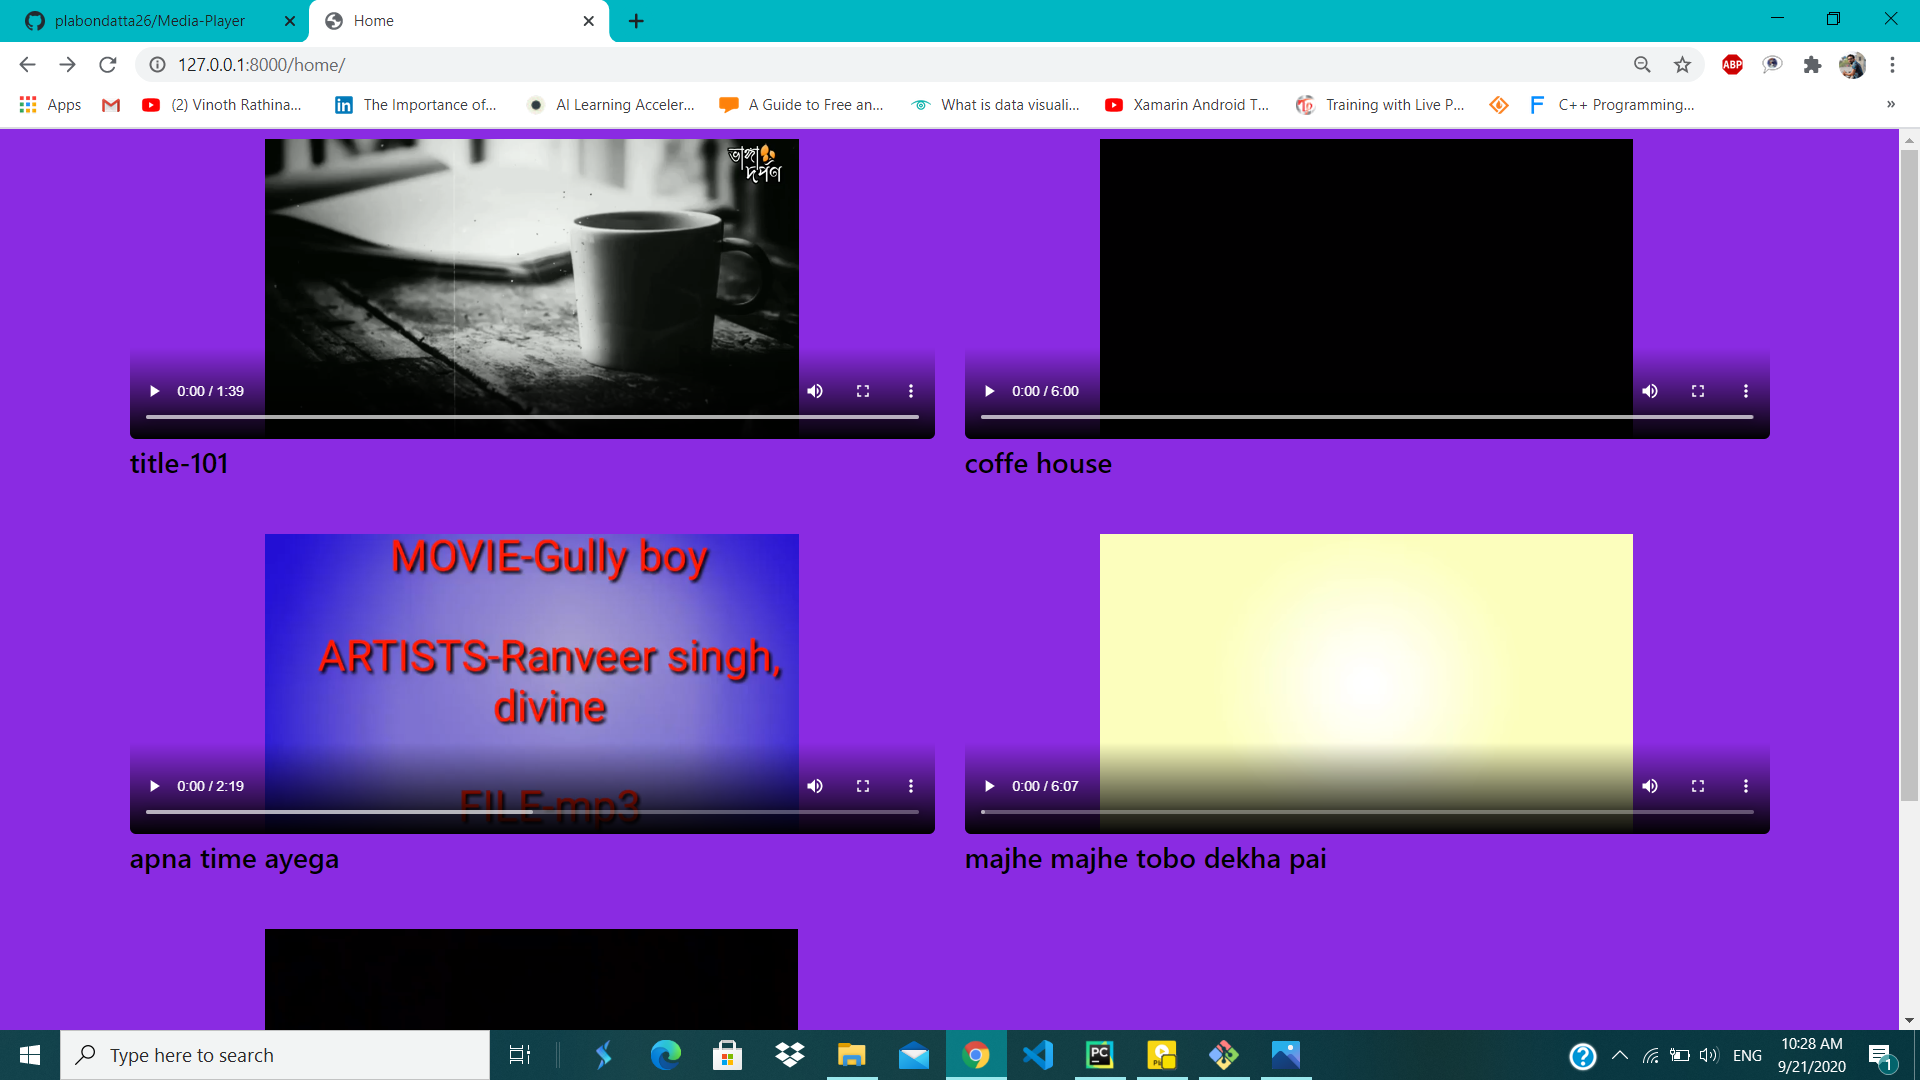 plabondatta26/Media-Player
Home
127.0.0.1:8000/home/
ABP
Apps
(2) Vinoth Rathina...
The Importance of...
AI Learning Acceler...
A Guide to Free an...
What is data visuali...
Xamarin Android T...
Training with Live P...
C++ Programming...
»
ভাঙ্গা
দর্পণ
0:00 / 1:39
0:00 / 6:00
title-101
coffe house
MOVIE-Gully boy
ARTISTS-Ranveer singh,
divine
FILE-mp3
0:00 / 2:19
0:00 / 6:07
apna time ayega
majhe majhe tobo dekha pai
Type here to search
PC
ENG
10:28 AM
9/21/2020
1